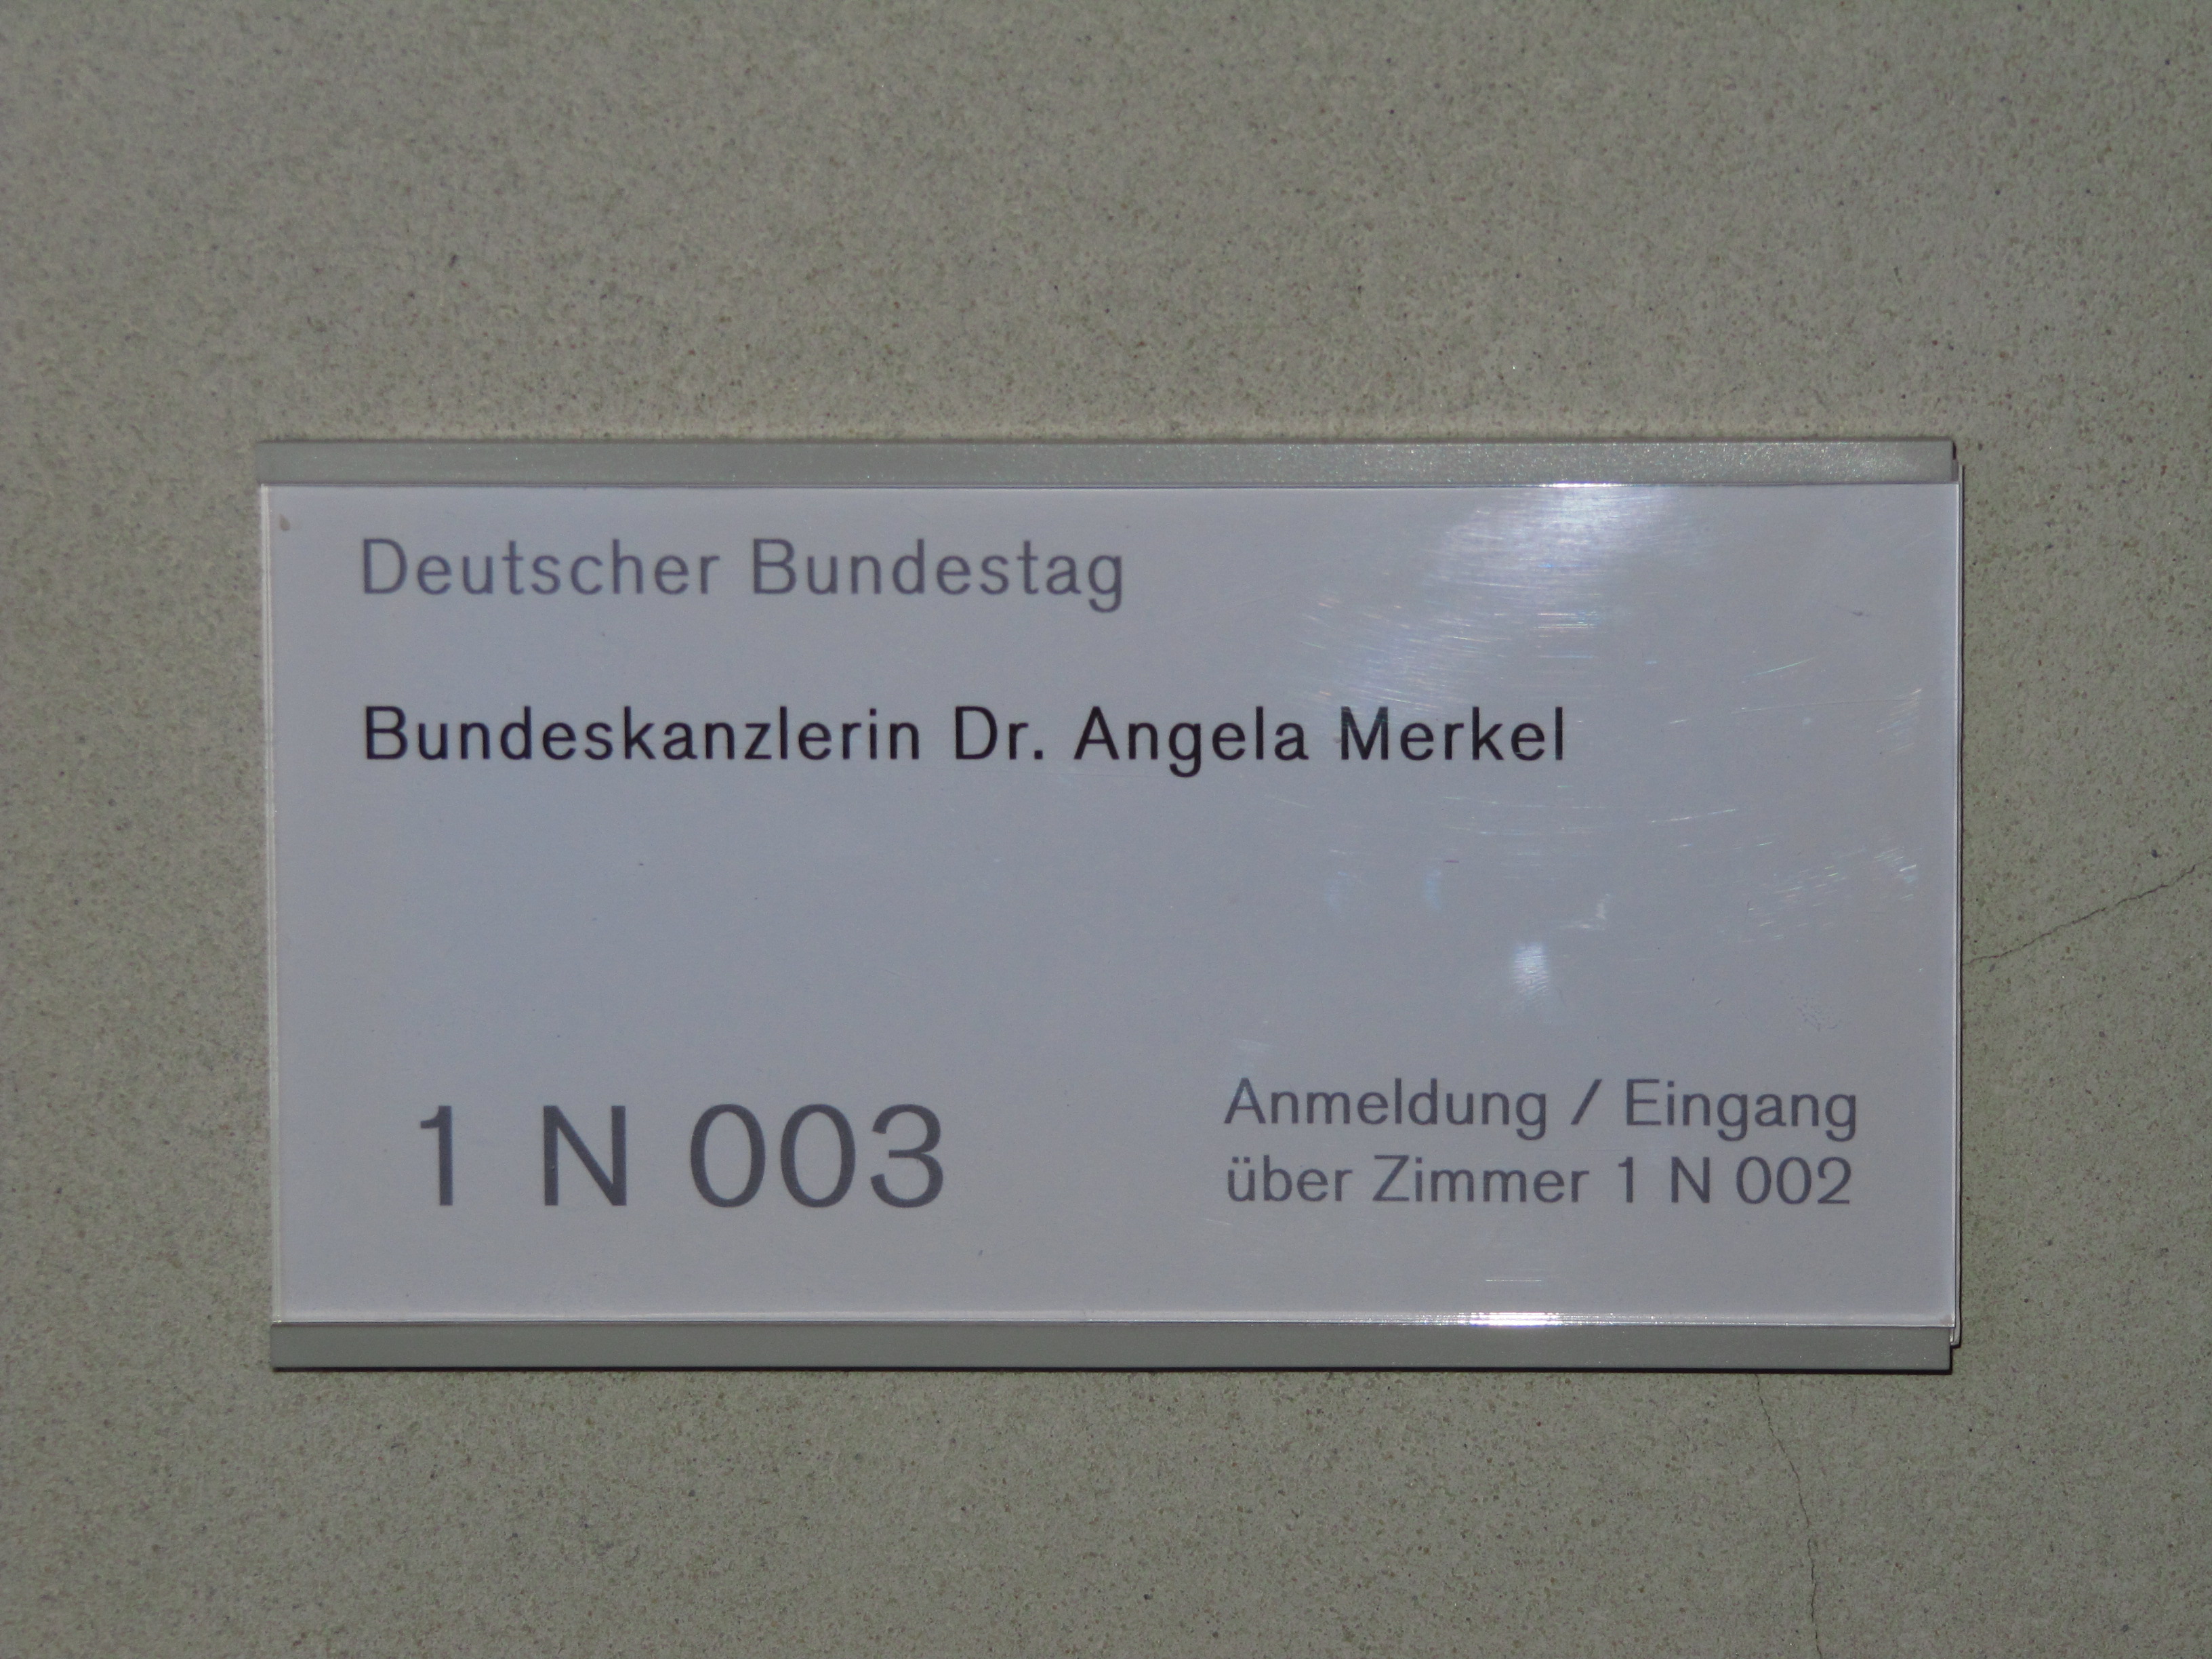 Deutscher Bundestag
Bundeskanzlerin Dr. Angela Merkel
1 N 003
Anmeldung / Eingang
über Zimmer 1 N 002